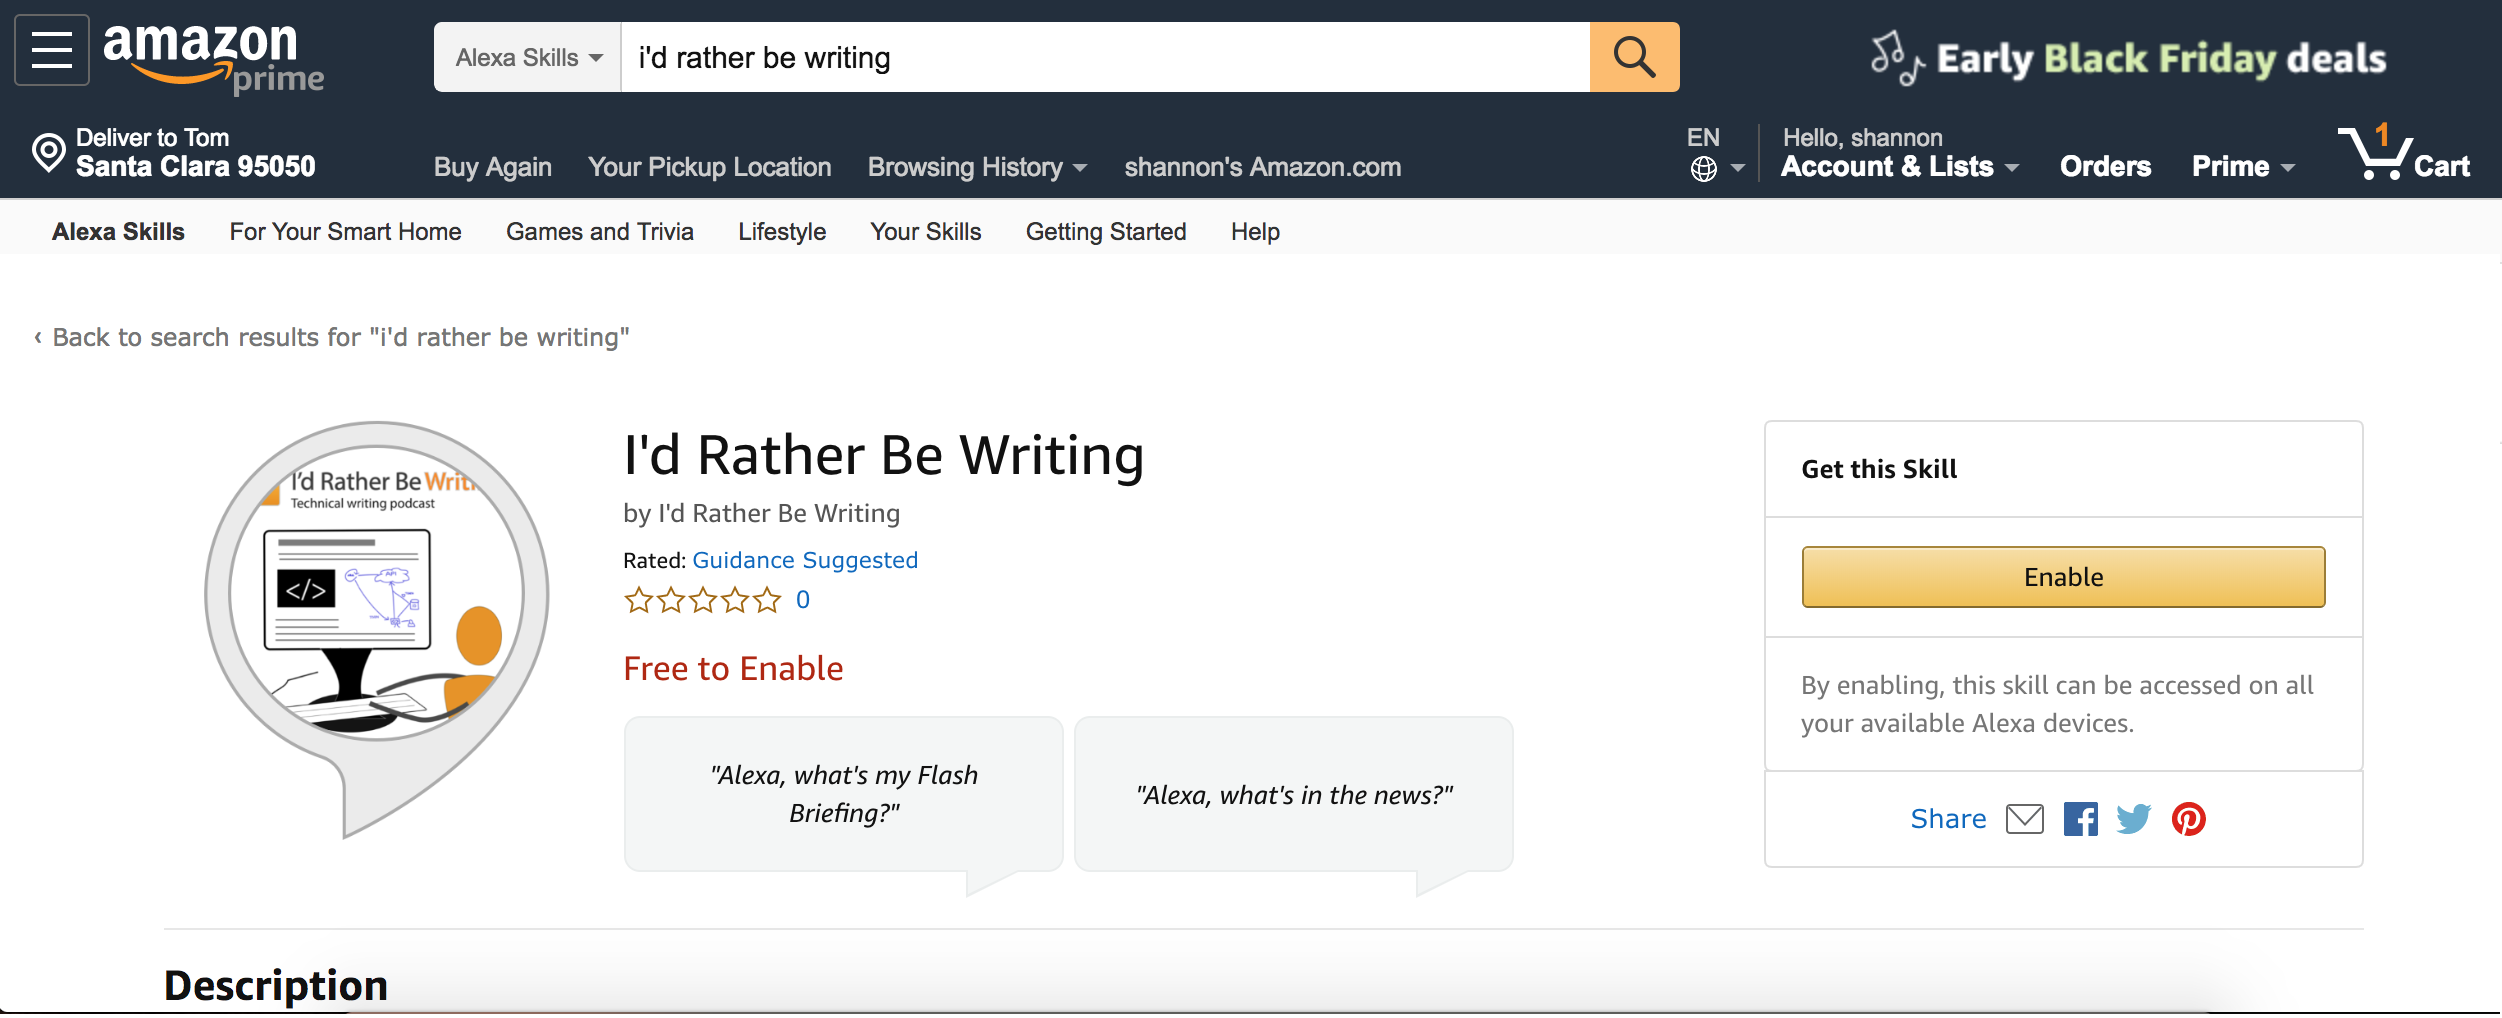 amazon
prime
Alexa Skills
i'd rather be writing
Early Black Friday deals
Deliver to Tom
Santa Clara 95050
Buy Again
Your Pickup Location
Browsing History
shannon's Amazon.com
EN
Hello, shannon
Account & Lists
Orders
Prime
1
Cart
Alexa Skills
For Your Smart Home
Games and Trivia
Lifestyle
Your Skills
Getting Started
Help
‹ Back to search results for "i'd rather be writing"
I'd Rather Be Writi
Technical writing podcast
</>
API
I'd Rather Be Writing
by I'd Rather Be Writing
Rated: Guidance Suggested
0
Free to Enable
"Alexa, what's my Flash
Briefing?"
"Alexa, what's in the news?"
Get this Skill
Enable
By enabling, this skill can be accessed on all
your available Alexa devices.
Share
Description